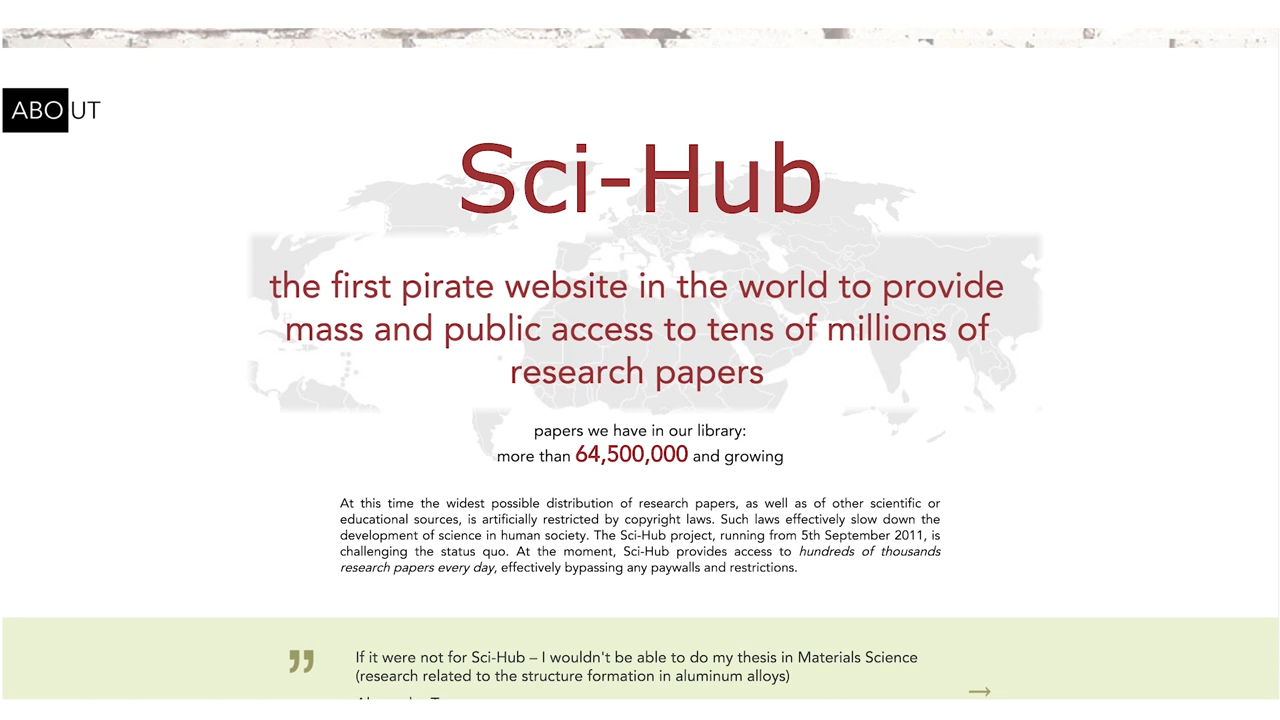 ABOUT
Sci-Hub
the first pirate website in the world to provide
mass and public access to tens of millions of
research papers
papers we have in our library:
more than 64,500,000 and growing
At this time the widest possible distribution of research papers, as well as of other scientific or
educational sources, is artificially restricted by copyright laws. Such laws effectively slow down the
development of science in human society. The Sci-Hub project, running from 5th September 2011, is
challenging the status quo. At the moment, Sci-Hub provides access to hundreds of thousands
research papers every day, effectively bypassing any paywalls and restrictions.
If it were not for Sci-Hub – I wouldn't be able to do my thesis in Materials Science
(research related to the structure formation in aluminum alloys)